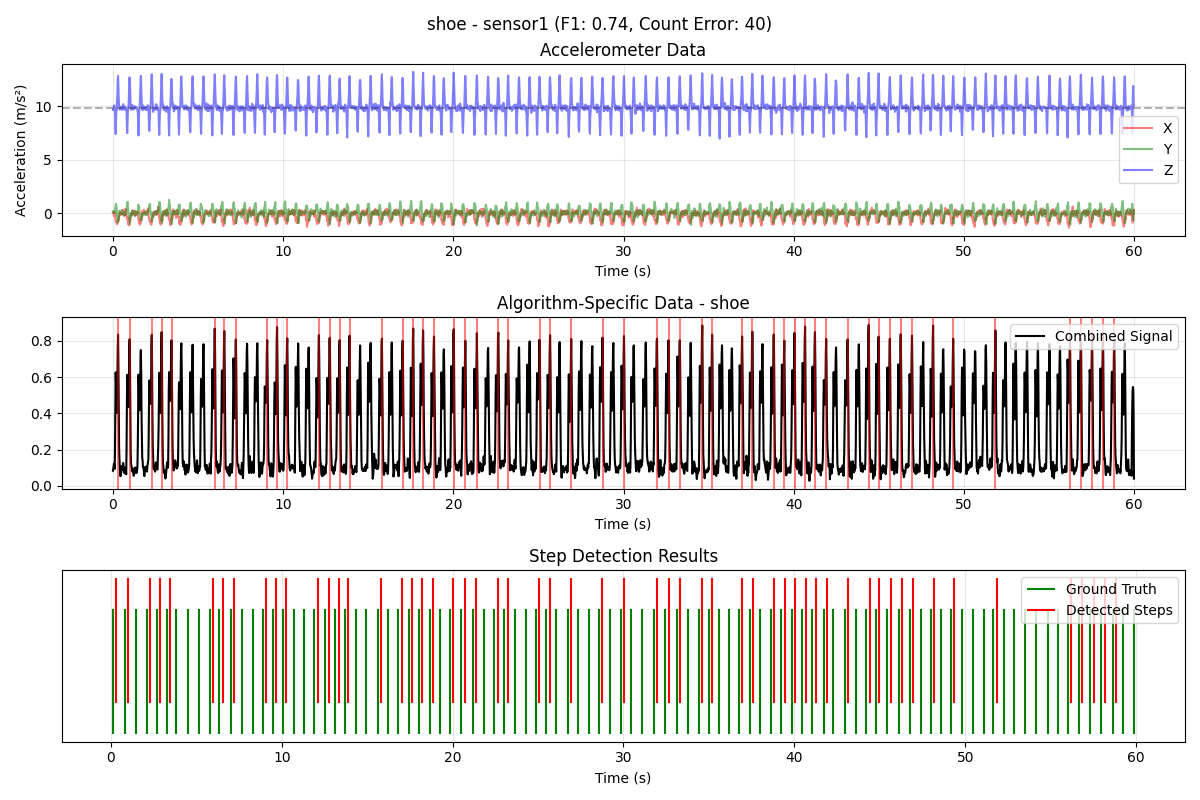 shoe - sensor1 (F1: 0.74, Count Error: 40)
Accelerometer Data
Acceleration (m/s²)
10
5
0
X
Y
Z
0 10 20 30 40 50 60
Time (s)
Algorithm-Specific Data - shoe
0.8
0.6
0.4
0.2
0.0
Combined Signal
0 10 20 30 40 50 60
Time (s)
Step Detection Results
Ground Truth
Detected Steps
0 10 20 30 40 50 60
Time (s)